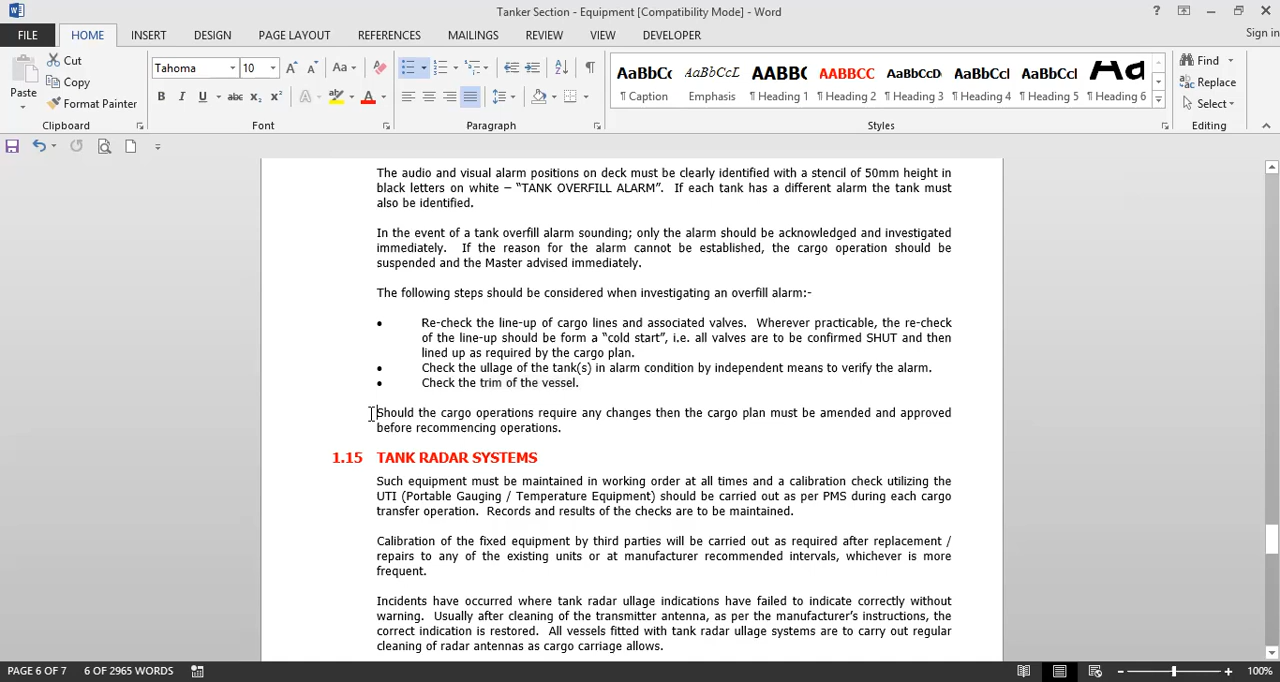 Tanker Section - Equipment [Compatibility Mode] - Word
?
Sign in
FILE HOME INSERT DESIGN PAGE LAYOUT REFERENCES MAILINGS REVIEW VIEW DEVELOPER
Paste
Cut
Copy
Format Painter
Clipboard
Tahoma 10
Aa
B I U abc x₂ x² A A
Font
Paragraph
AaBbCc AaBbCcL AABBC AABBCC AaBbCcD AaBbCcI AaBbCcI Aa
¶ Caption Emphasis ¶ Heading 1 ¶ Heading 2 ¶ Heading 3 ¶ Heading 4 ¶ Heading 5 ¶ Heading 6
Styles
Find
Replace
Select
Editing
The audio and visual alarm positions on deck must be clearly identified with a stencil of 50mm height in
black letters on white – “TANK OVERFILL ALARM”. If each tank has a different alarm the tank must
also be identified.
In the event of a tank overfill alarm sounding; only the alarm should be acknowledged and investigated
immediately. If the reason for the alarm cannot be established, the cargo operation should be
suspended and the Master advised immediately.
The following steps should be considered when investigating an overfill alarm:-
• Re-check the line-up of cargo lines and associated valves. Wherever practicable, the re-check
of the line-up should be form a “cold start”, i.e. all valves are to be confirmed SHUT and then
lined up as required by the cargo plan.
• Check the ullage of the tank(s) in alarm condition by independent means to verify the alarm.
• Check the trim of the vessel.
Should the cargo operations require any changes then the cargo plan must be amended and approved
before recommencing operations.
1.15 TANK RADAR SYSTEMS
Such equipment must be maintained in working order at all times and a calibration check utilizing the
UTI (Portable Gauging / Temperature Equipment) should be carried out as per PMS during each cargo
transfer operation. Records and results of the checks are to be maintained.
Calibration of the fixed equipment by third parties will be carried out as required after replacement /
repairs to any of the existing units or at manufacturer recommended intervals, whichever is more
frequent.
Incidents have occurred where tank radar ullage indications have failed to indicate correctly without
warning. Usually after cleaning of the transmitter antenna, as per the manufacturer’s instructions, the
correct indication is restored. All vessels fitted with tank radar ullage systems are to carry out regular
cleaning of radar antennas as cargo carriage allows.
PAGE 6 OF 7 6 OF 2965 WORDS
100%